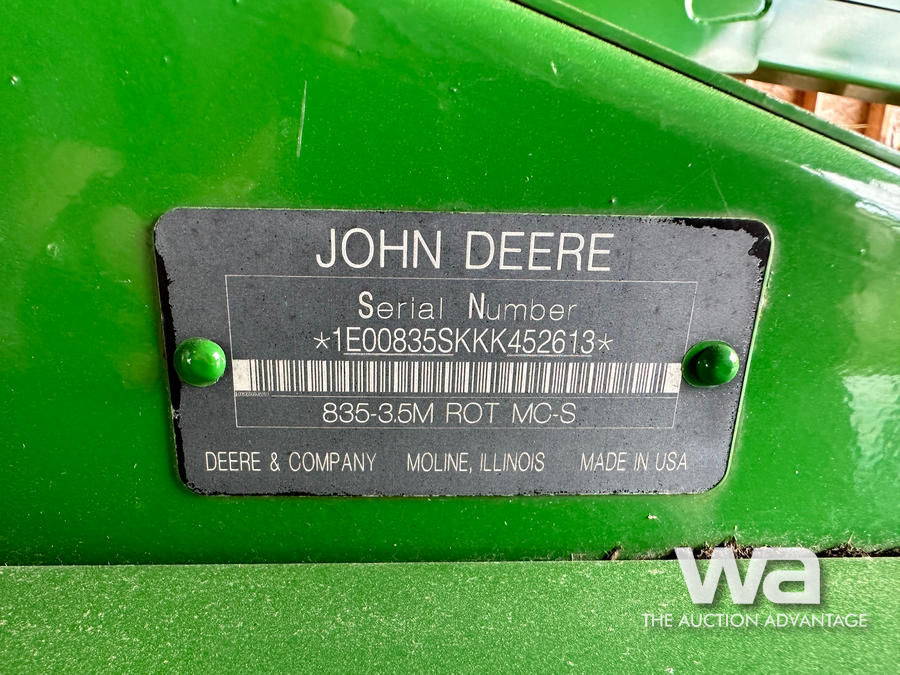 JOHN DEERE
Serial Number
*1E00835SKKK452613*
835-3.5M ROT MC-S
DEERE & COMPANY MOLINE, ILLINOIS MADE IN USA
wa
THE AUCTION ADVANTAGE